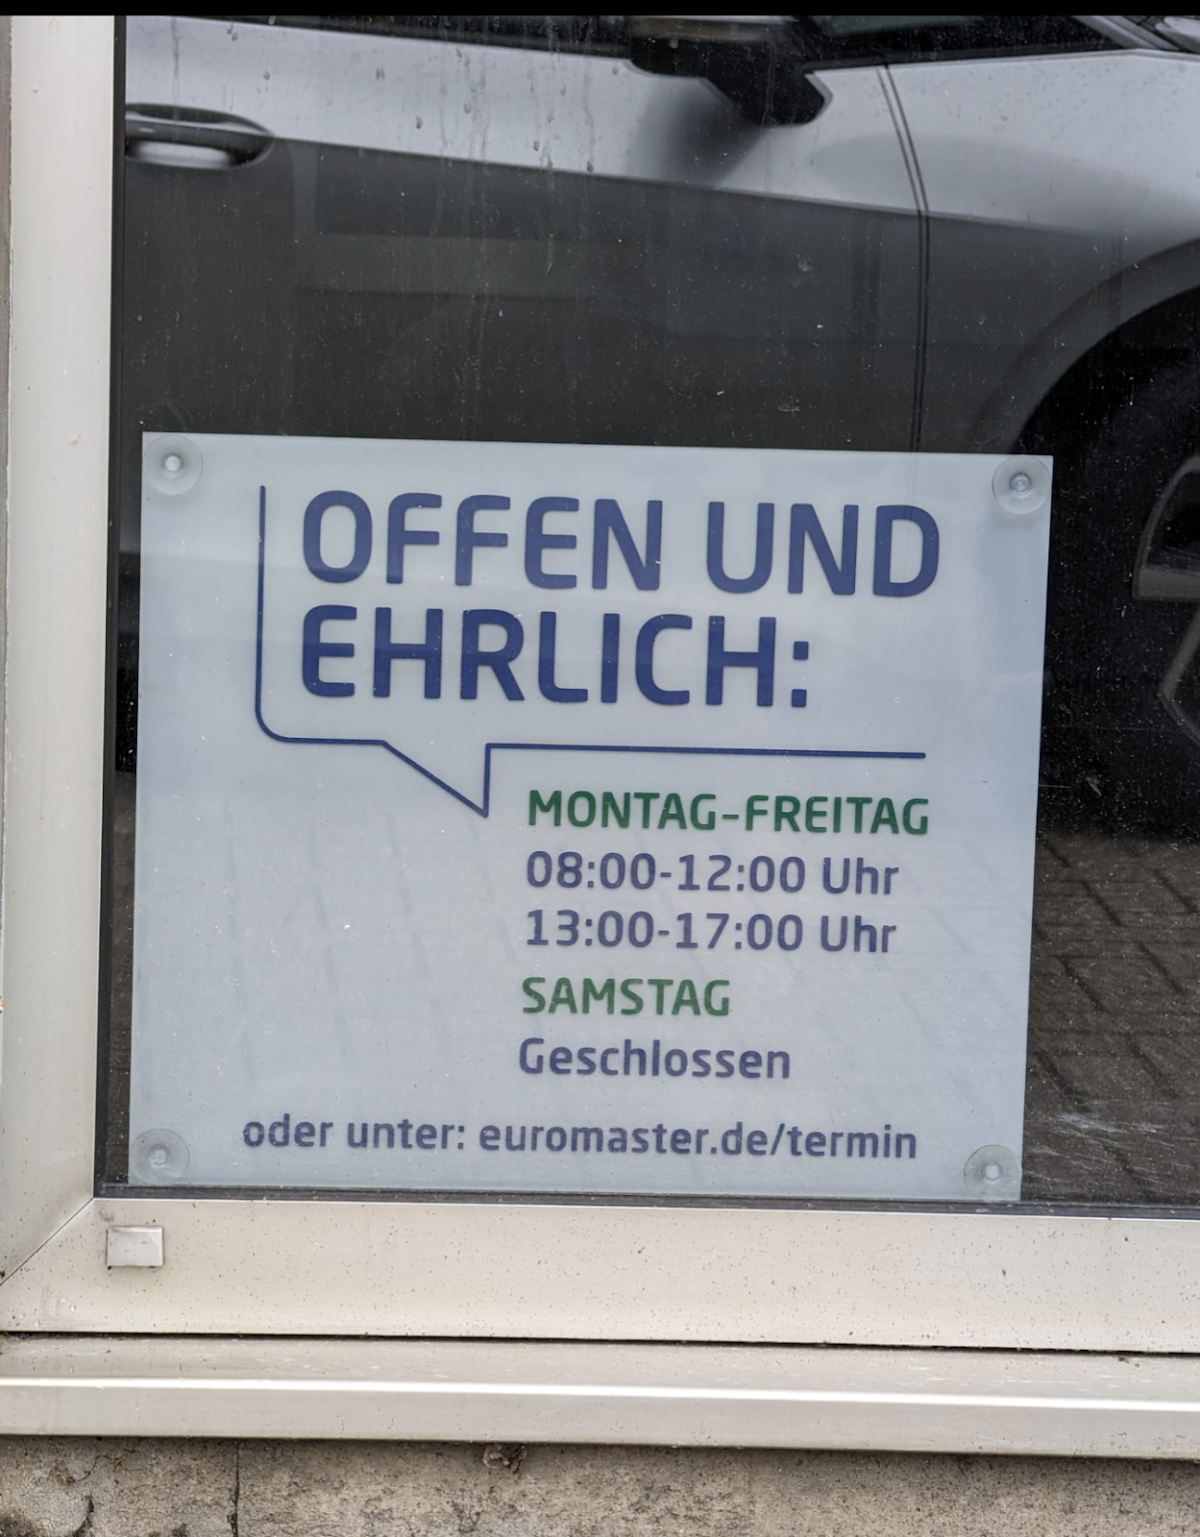 OFFEN UND
EHRLICH:
MONTAG-FREITAG
08:00-12:00 Uhr
13:00-17:00 Uhr
SAMSTAG
Geschlossen
oder unter: euromaster.de/termin